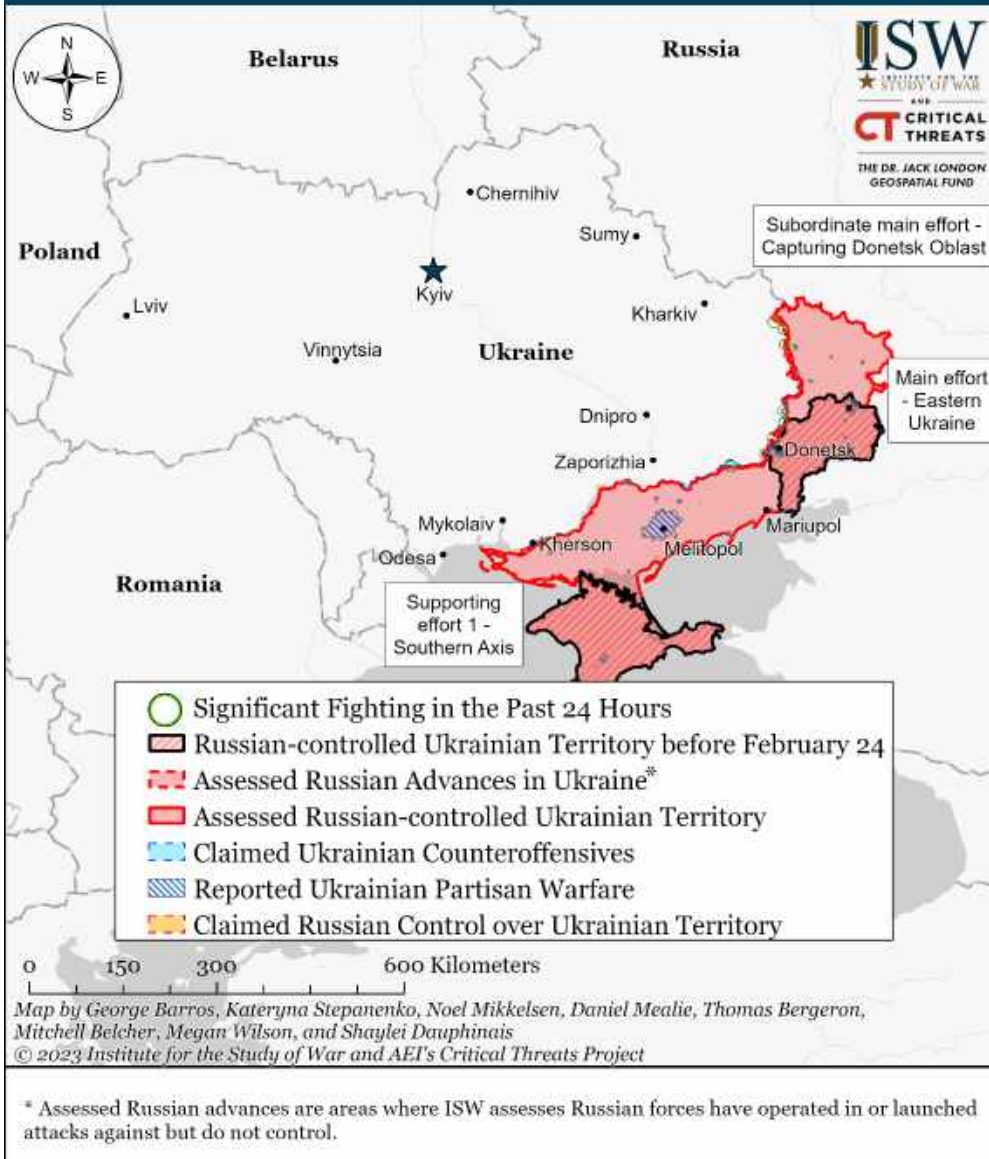 N
W E
S
Belarus
Russia
ISW
INSTITUTE FOR THE
STUDY OF WAR
AND
CT CRITICAL
THREATS
THE DR. JACK LONDON
GEOSPATIAL FUND
Chernihiv
Subordinate main effort -
Capturing Donetsk Oblast
Sumy
Poland
Kyiv
Lviv
Kharkiv
Vinnytsia
Ukraine
Main effort
- Eastern
Ukraine
Dnipro
Donetsk
Zaporizhia
Mykolaiv
Mariupol
Kherson
Melitopol
Odesa
Romania
Supporting
effort 1 -
Southern Axis
Significant Fighting in the Past 24 Hours
Russian-controlled Ukrainian Territory before February 24
Assessed Russian Advances in Ukraine*
Assessed Russian-controlled Ukrainian Territory
Claimed Ukrainian Counteroffensives
Reported Ukrainian Partisan Warfare
Claimed Russian Control over Ukrainian Territory
0 150 300 600 Kilometers
Map by George Barros, Kateryna Stepanenko, Noel Mikkelsen, Daniel Mealie, Thomas Bergeron,
Mitchell Belcher, Megan Wilson, and Shaylei Dauphinais
© 2023 Institute for the Study of War and AEI's Critical Threats Project
* Assessed Russian advances are areas where ISW assesses Russian forces have operated in or launched
attacks against but do not control.